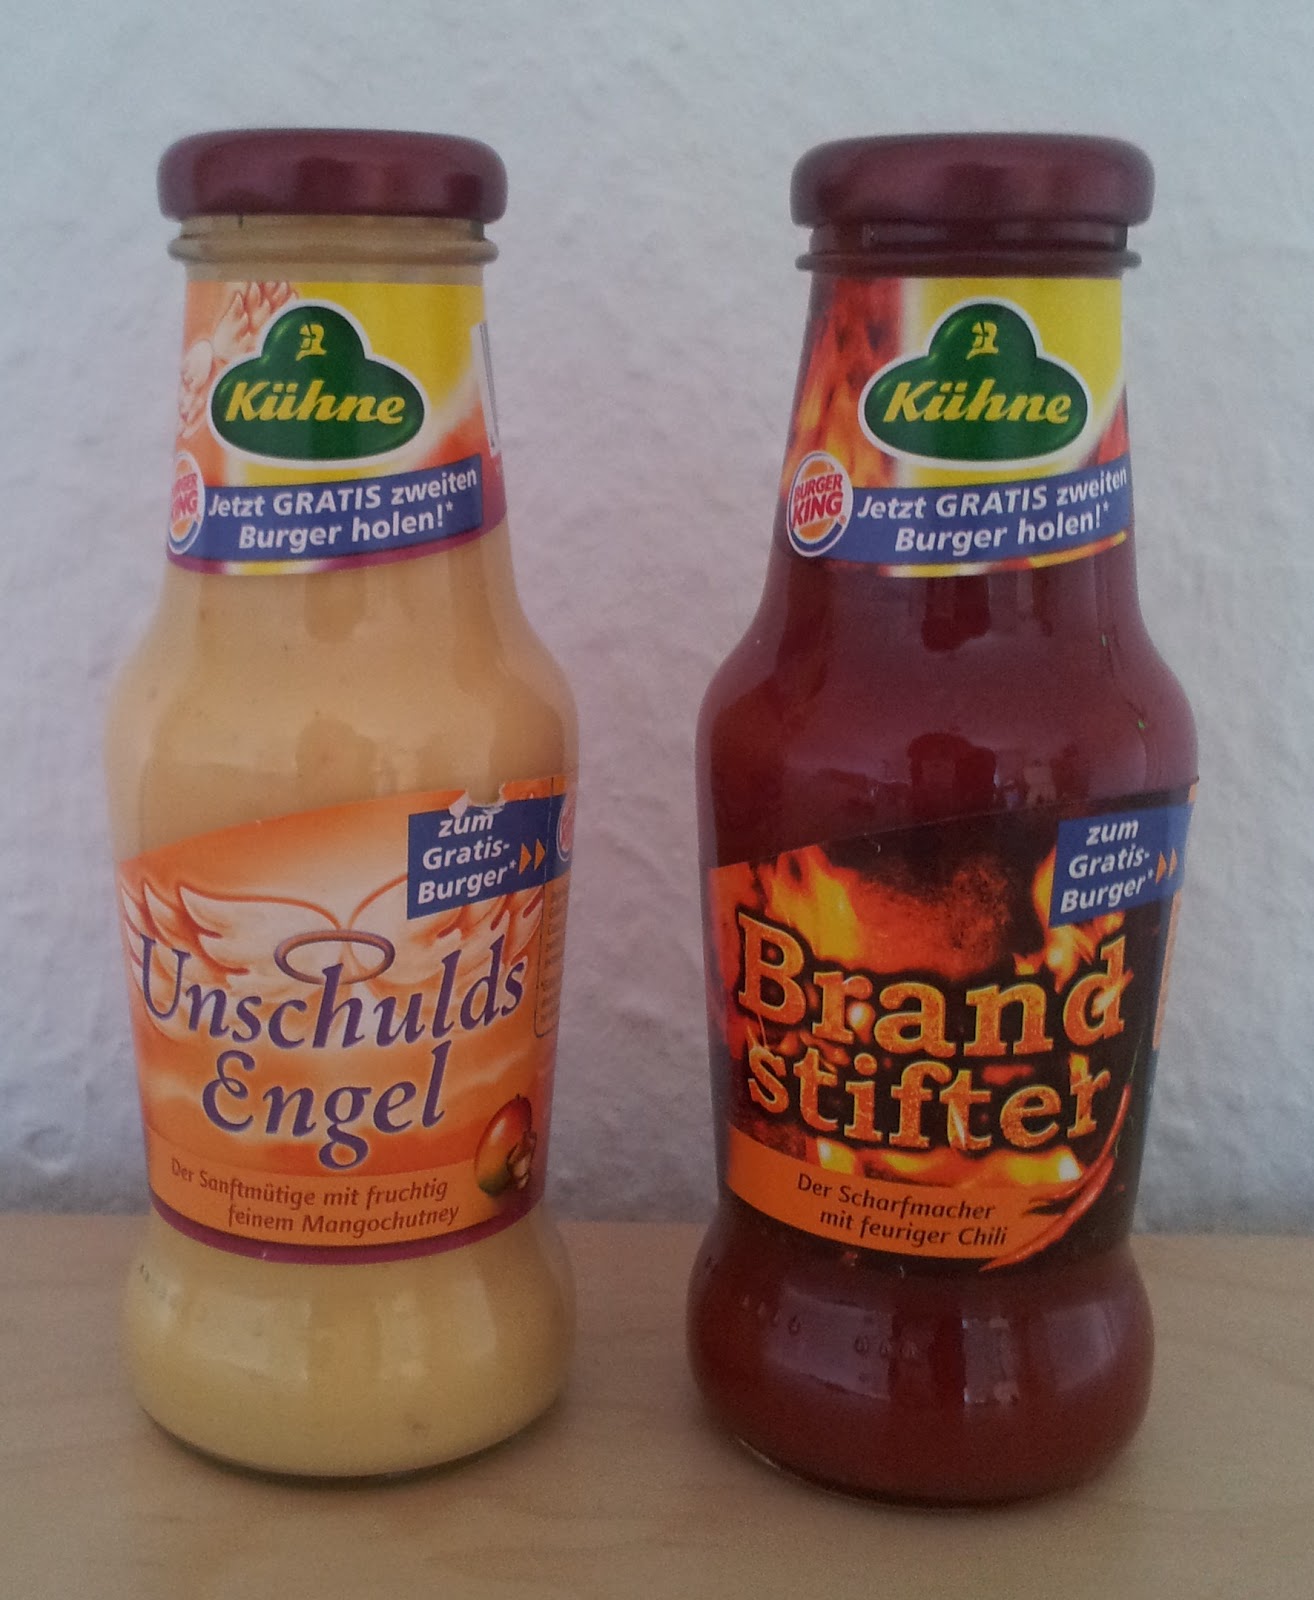 Kühne
BURGER
KING
Jetzt GRATIS zweiten
Burger holen!*
zum
Gratis-
Burger*
Unschulds
Engel
Der Sanftmütige mit fruchtig
feinem Mangochutney
Kühne
BURGER
KING
Jetzt GRATIS zweiten
Burger holen!*
zum
Gratis-
Burger*
Brand
stifter
Der Scharfmacher
mit feuriger Chili